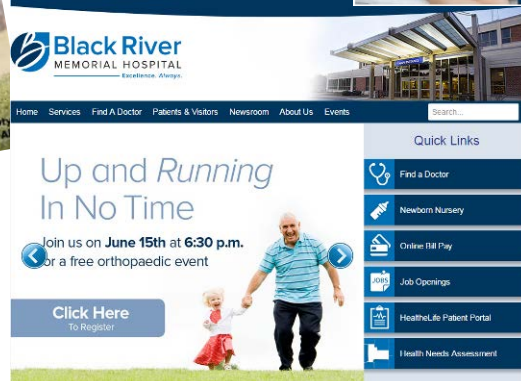 Black River
MEMORIAL HOSPITAL
Excellence. Always.
Home Services Find A Doctor Patients & Visitors Newsroom About Us Events
Search...
Quick Links
Up and Running
In No Time
Join us on June 15th at 6:30 p.m.
or a free orthopaedic event
Click Here
To Register
Find a Doctor
Newborn Nursery
Online Bill Pay
JOBS
Job Openings
HealtheLife Patient Portal
Health Needs Assessment